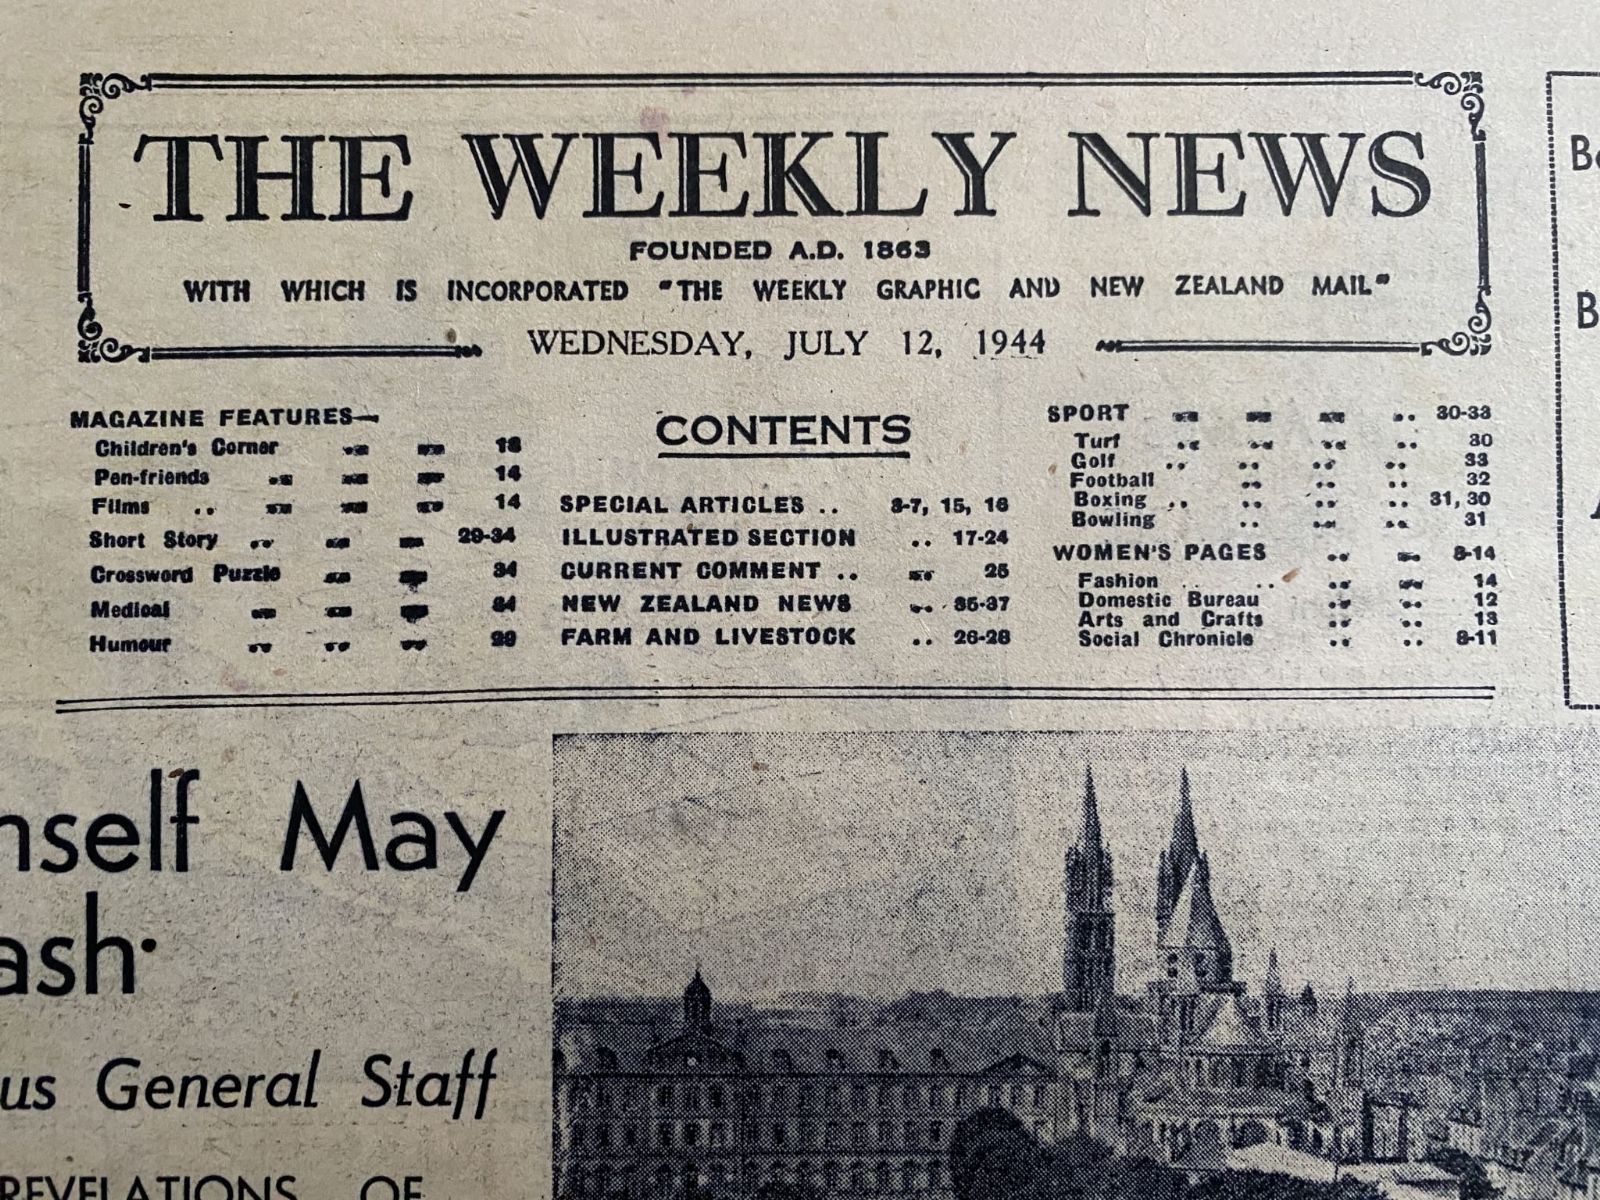 THE WEEKLY NEWS
FOUNDED A.D. 1863
WITH WHICH IS INCORPORATED "THE WEEKLY GRAPHIC AND NEW ZEALAND MAIL"
WEDNESDAY, JULY 12, 1944
MAGAZINE FEATURES—
Children's Corner
Pen-friends .. 14
Films .. 14
Short Story .. 29-34
Crossword Puzzle 34
Medical
Humour .. 29
CONTENTS
SPECIAL ARTICLES .. 3-7, 15, 16
ILLUSTRATED SECTION .. 17-24
CURRENT COMMENT .. 25
NEW ZEALAND NEWS .. 35-37
FARM AND LIVESTOCK .. 26-28
SPORT .. 30-33
Turf .. 30
Golf .. 33
Football .. 32
Boxing .. 31, 30
Bowling .. 31
WOMEN'S PAGES .. 8-14
Fashion .. 14
Domestic Bureau .. 12
Arts and Crafts .. 13
Social Chronicle .. 8-11
nself May
ash
us General Staff
REVELATIONS OF